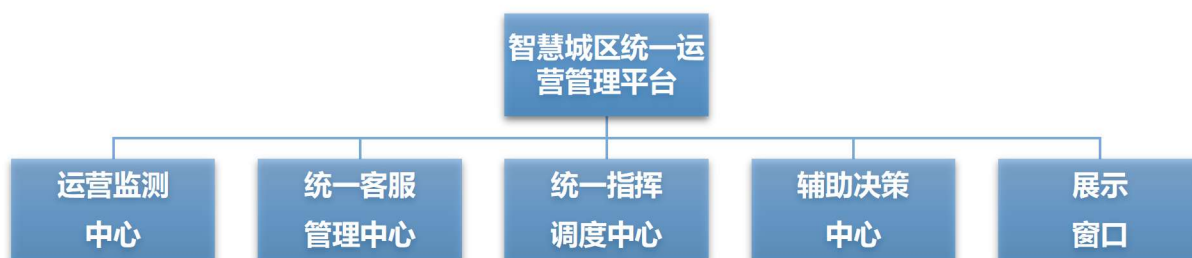 智慧城区统一运
营管理平台
运营监测
中心
统一客服
管理中心
统一指挥
调度中心
辅助决策
中心
展示
窗口